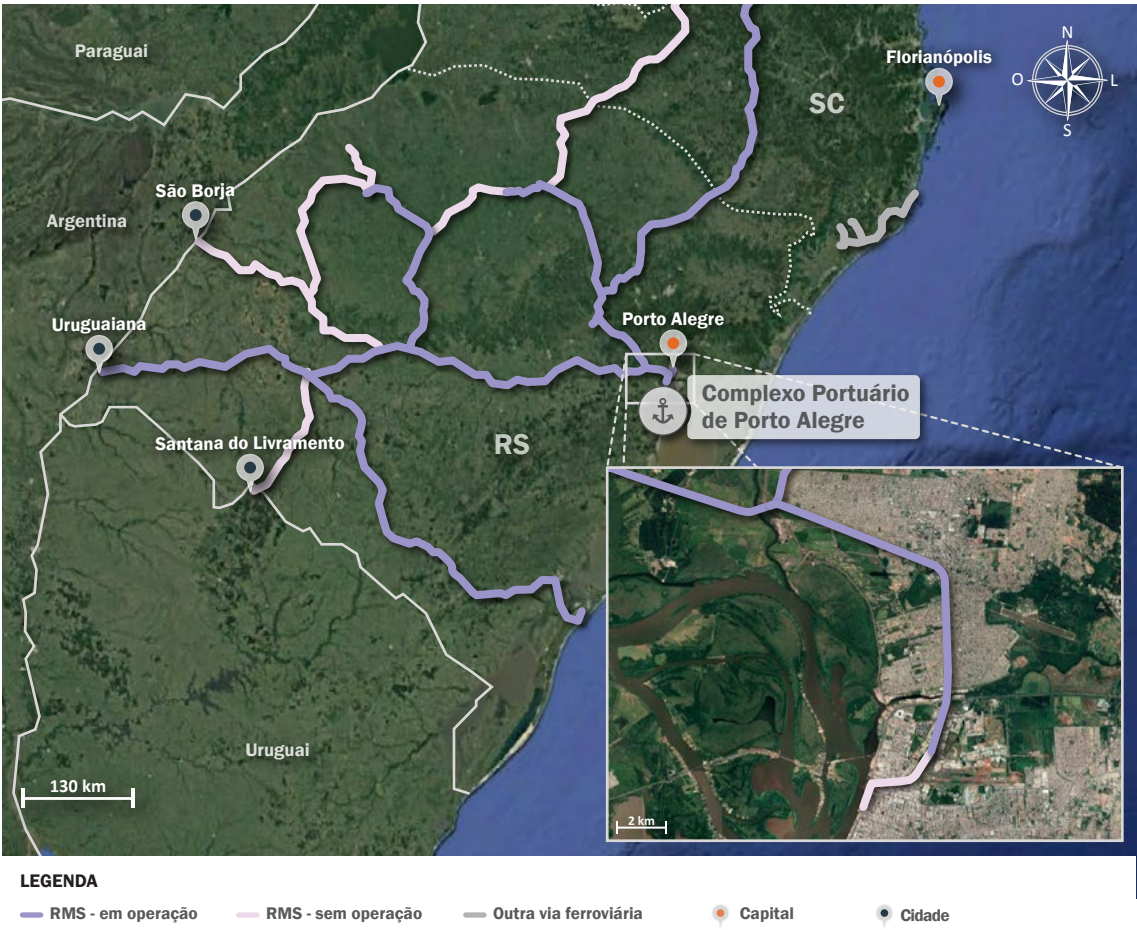 Paraguai
Florianópolis
N
O
L
S
SC
São Borja
Argentina
Uruguaiana
Porto Alegre
Complexo Portuário
de Porto Alegre
Santana do Livramento
RS
Uruguai
130 km
2 km
LEGENDA
RMS - em operação
RMS - sem operação
Outra via ferroviária
Capital
Cidade